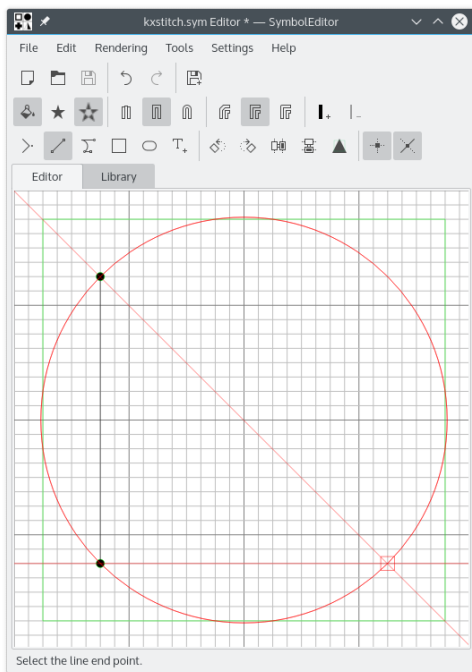 kxstitch.sym Editor * — SymbolEditor
File Edit Rendering Tools Settings Help
Editor Library
Select the line end point.